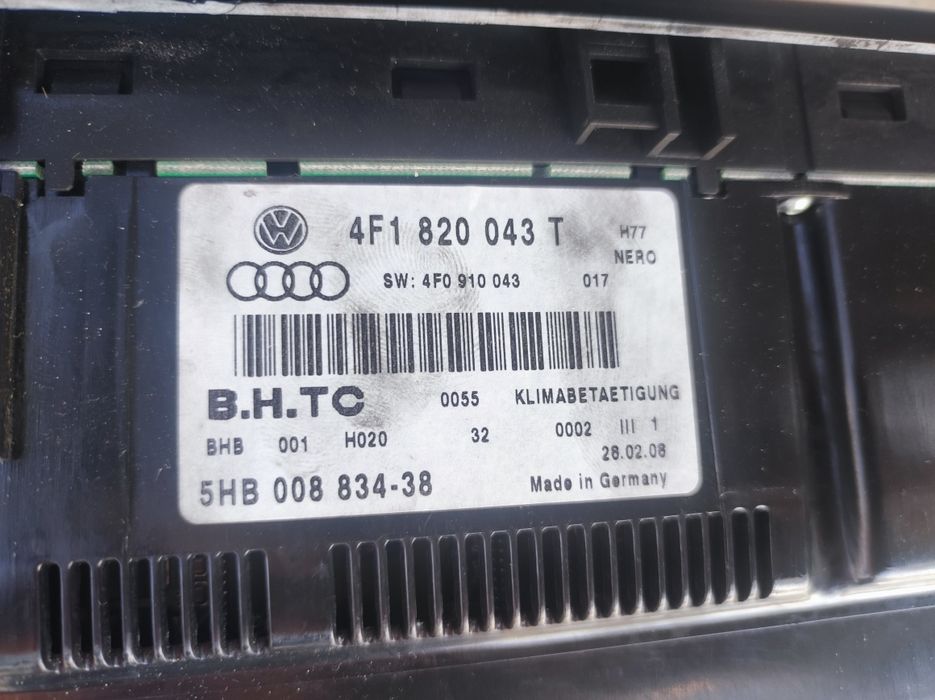 4F1 820 043 T H77
NERO
SW: 4F0 910 043 017
B.H.TC 0055 KLIMABETAETIGUNG
BHB 001 H020 32 0002 III 1
28.02.08
5HB 008 834-38 Made in Germany